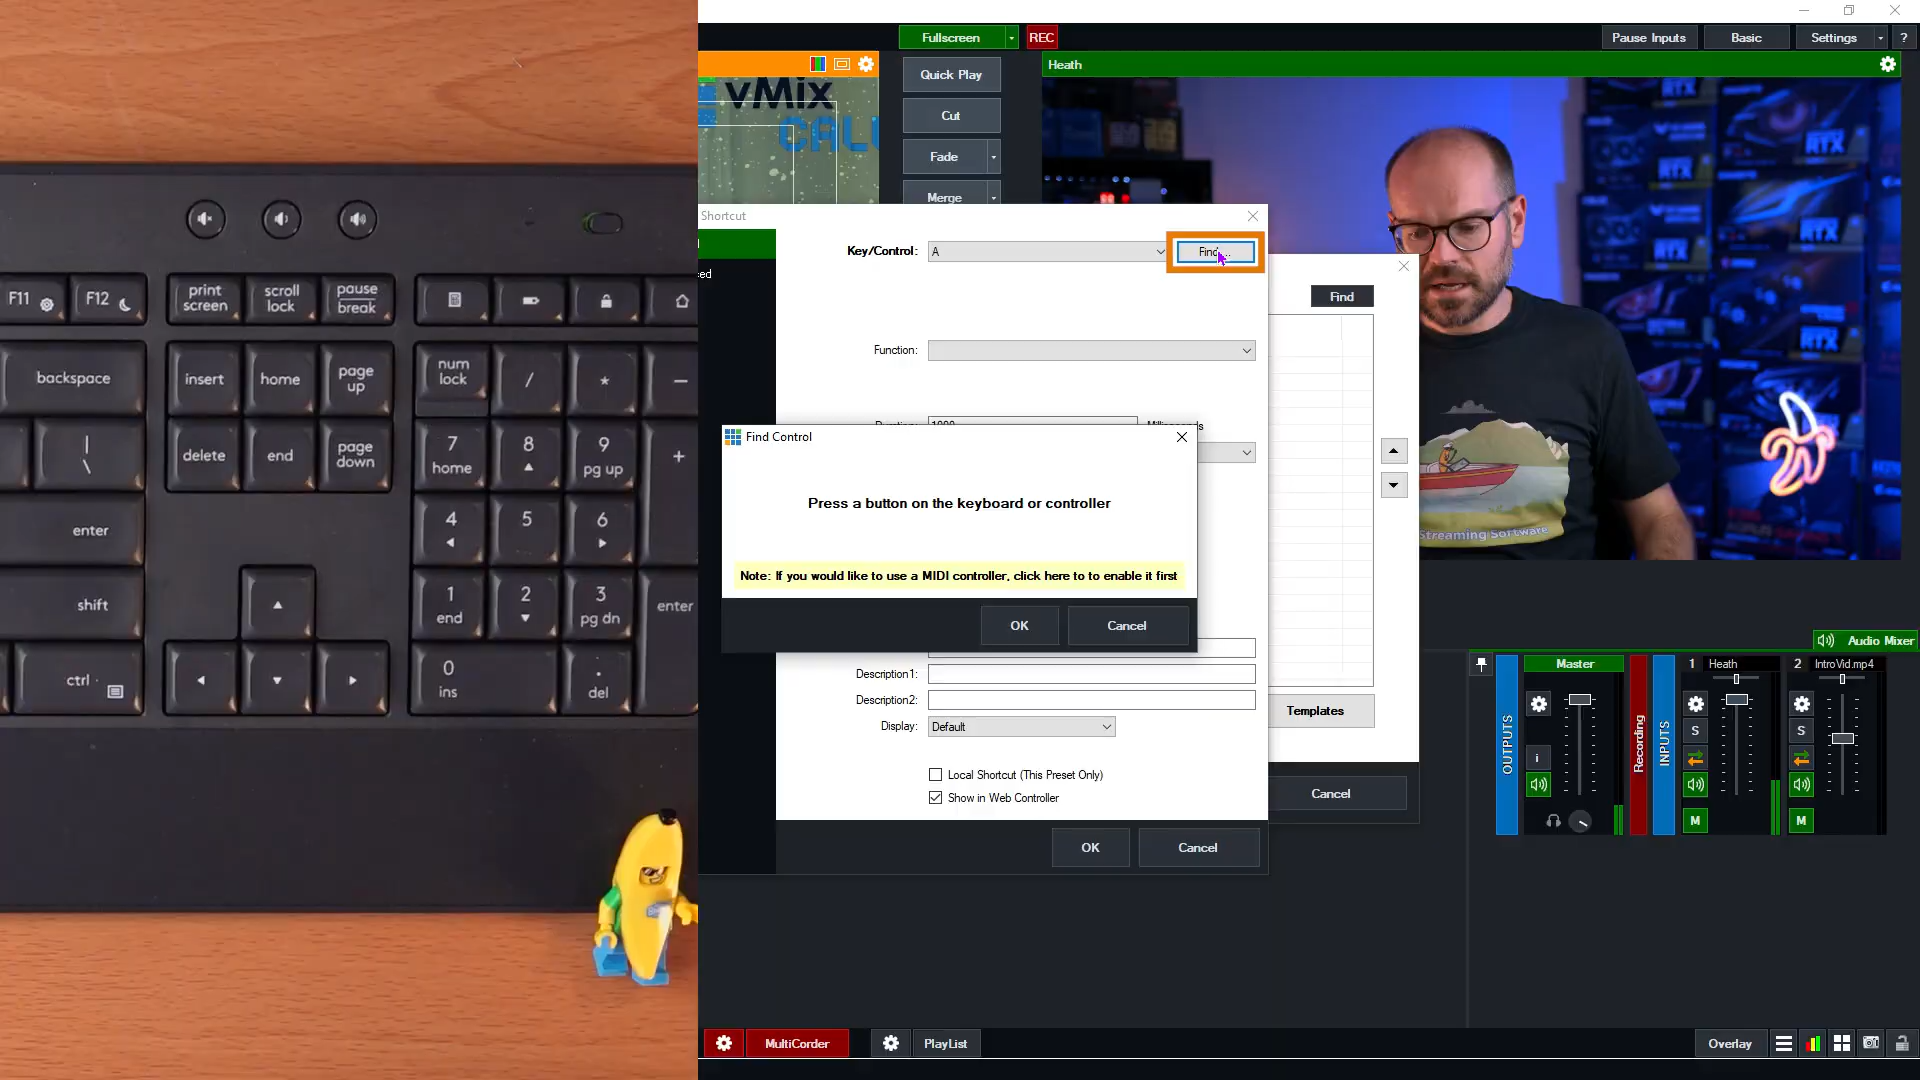 Fullscreen
REC
Pause Inputs
Basic
Settings
?
Quick Play
Cut
Fade
Merge
vMix
CALL
Heath
RTX
RTX
RTX
RTX
Streaming Software
Shortcut
Key/Control:
A
Find...
ed
Function:
Find
Find Control
Press a button on the keyboard or controller
Note: If you would like to use a MIDI controller, click here to to enable it first
OK
Cancel
Description1:
Description2:
Display:
Default
Local Shortcut (This Preset Only)
Show in Web Controller
OK
Cancel
Templates
Cancel
Audio Mixer
Master
1 Heath
2 IntroVid.mp4
OUTPUTS
Recording
INPUTS
S
S
i
M
M
MultiCorder
PlayList
Overlay
F11
F12
print screen
scroll lock
pause break
backspace
insert
home
page up
num lock
/
*
-
|
\
delete
end
page down
7 home
8
9 pg up
+
enter
4
5
6
shift
1 end
2
3 pg dn
enter
ctrl
0 ins
. del